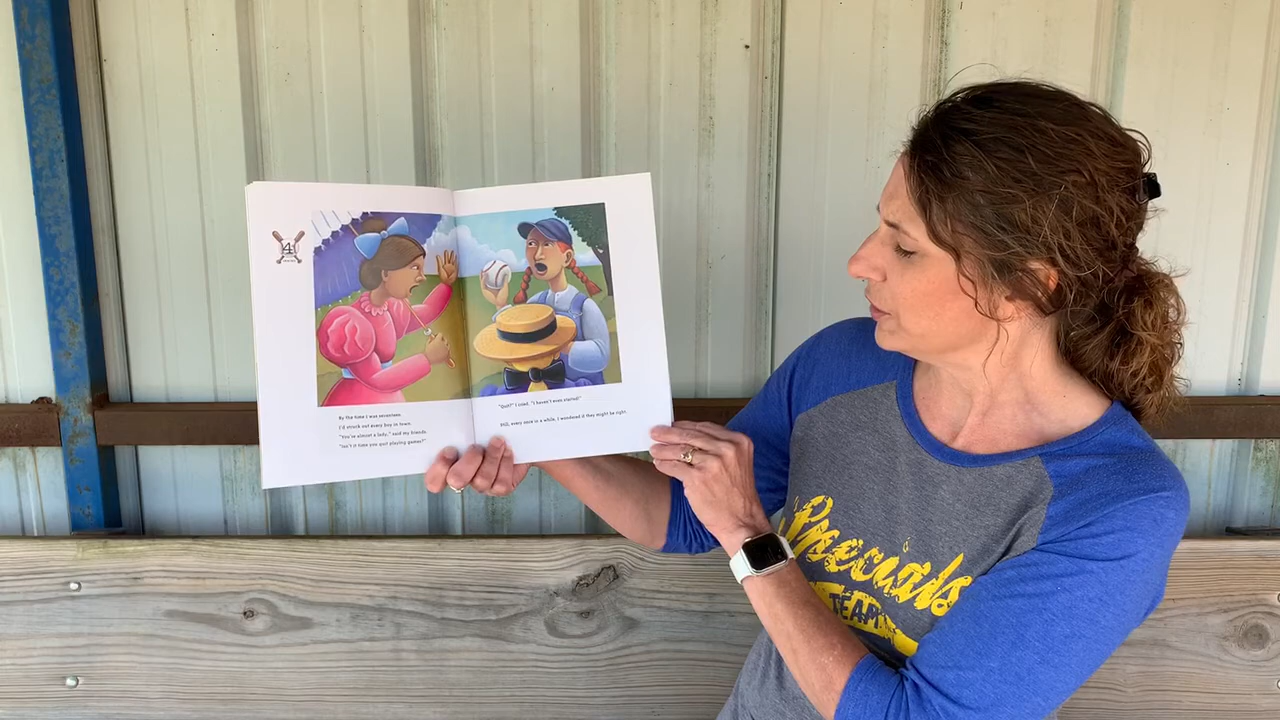 4
By the time I was seventeen,
I'd struck out every boy in town.
"You're almost a lady," said my friends.
"Isn't it time you quit playing games?"
"Quit?" I cried. "I haven't even started!"
Still, every once in a while, I wondered if they might be right.
Specials
TEAM